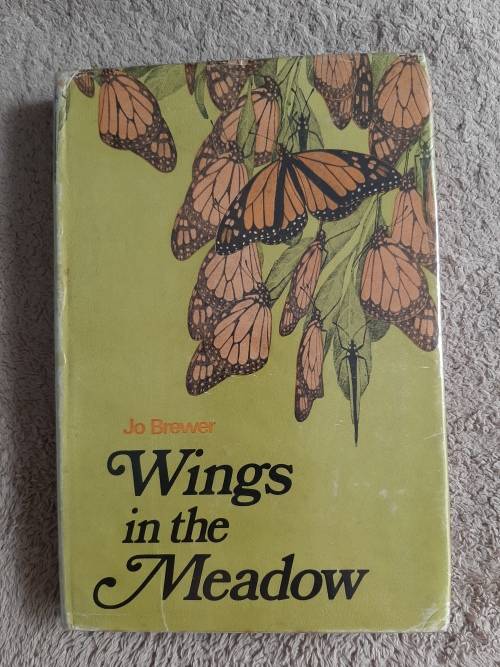 Jo Brewer
Wings
in the
Meadow